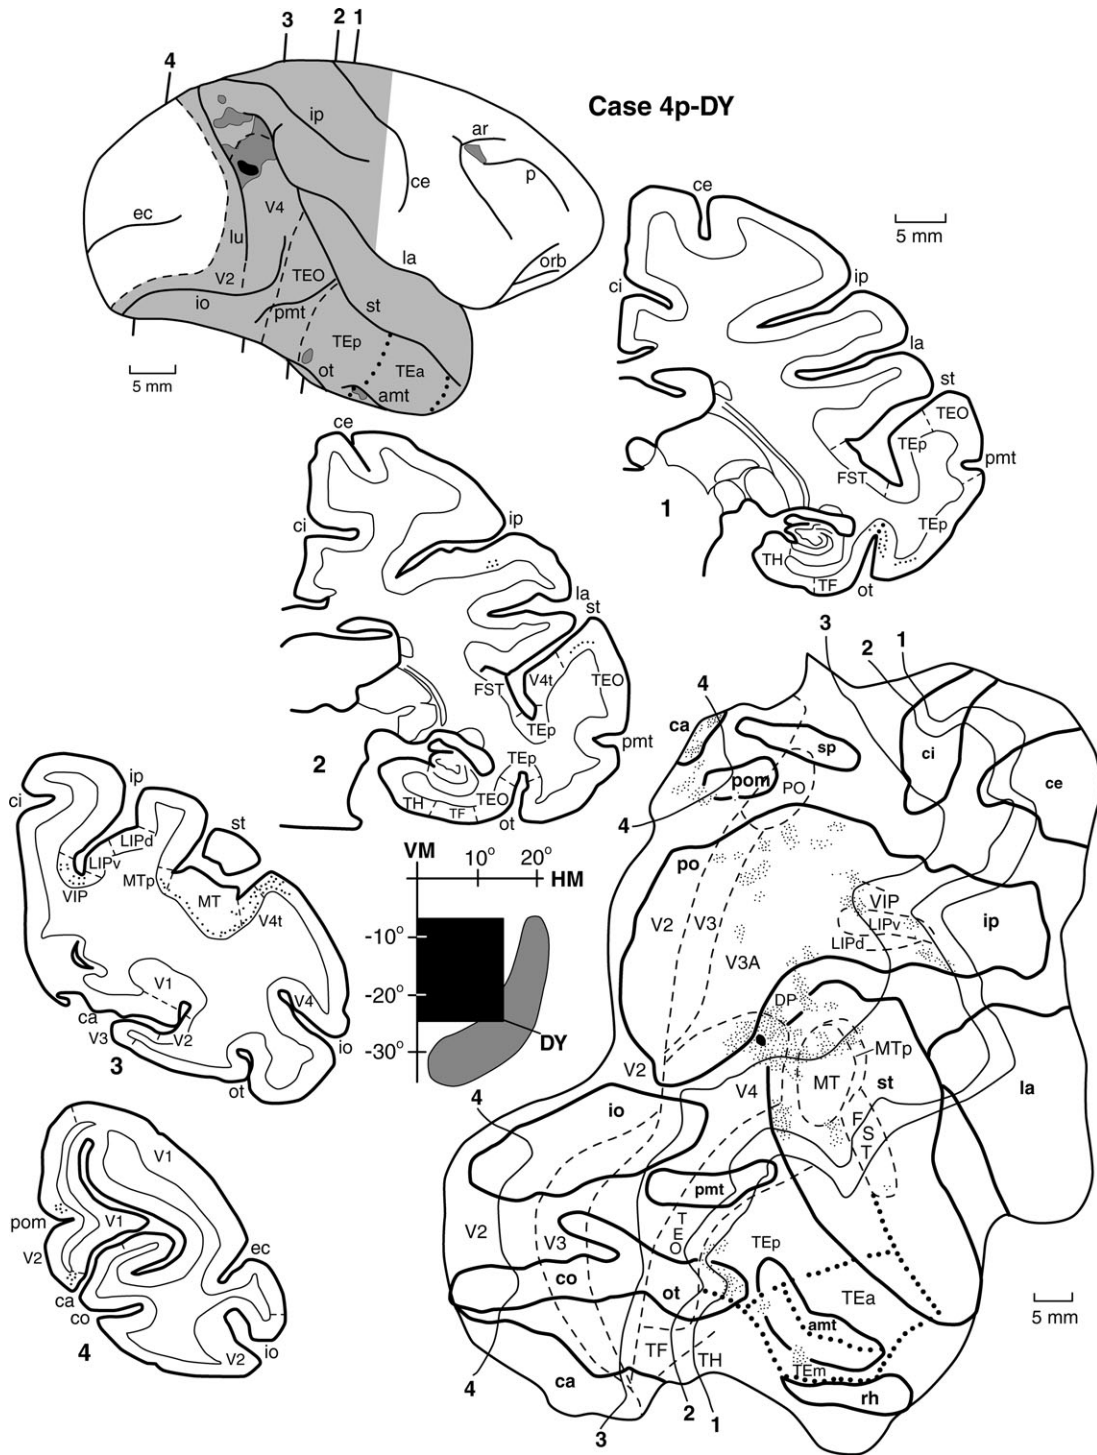 Case 4p-DY
4
3
2
1
ip
ar
p
ce
ec
V4
lu
la
orb
V2
TEO
io
st
pmt
TEp
TEa
ot
amt
5 mm
ce
5 mm
ci
ip
la
st
TEO
TEp
pmt
FST
1
TEp
TH
TF
ot
ce
ci
ip
la
st
FST
V4t
TEO
TEp
pmt
2
TEp
TH
TF
TEO
ot
ip
ci
st
LIPd
LIPv
VIP
MTp
MT
V4t
V1
V4
ca
V3
V2
io
3
ot
VM
10o
20o
HM
-10o
-20o
-30o
DY
V1
pom
V1
V2
ec
ca
co
V2
io
4
3
2
1
4
ca
sp
ci
pom
PO
ce
4
po
VIP
ip
V2
V3
LIPv
LIPd
V3A
DP
MTp
V2
MT
st
la
4
V4
io
F
S
T
pmt
V2
V3
T
E
O
TEp
co
ot
TEa
5 mm
amt
TF
TH
TEm
4
ca
rh
2
1
3